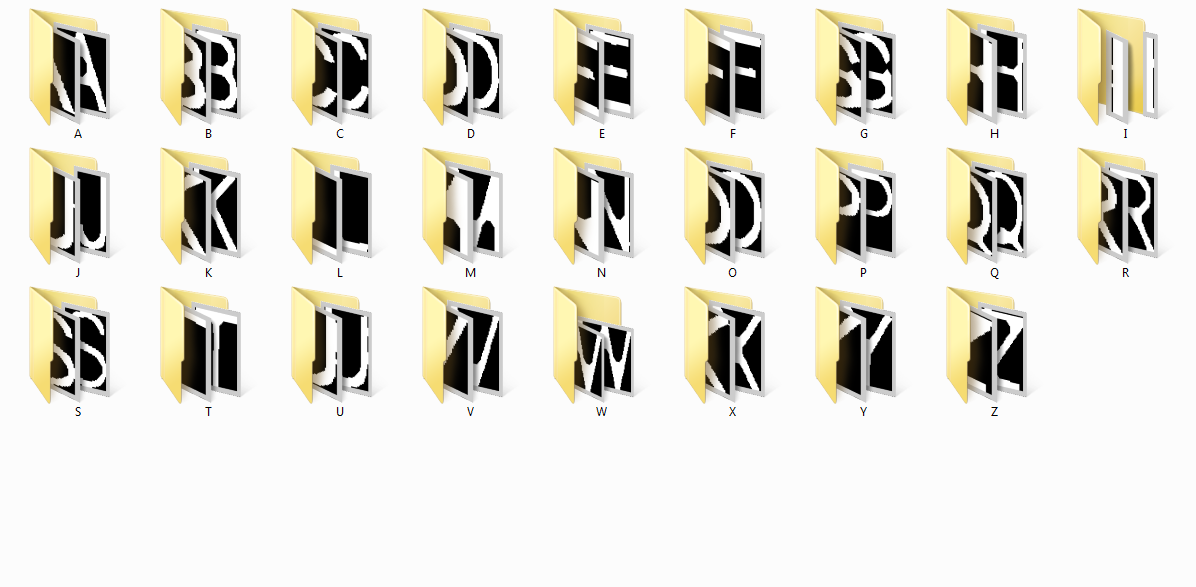 A B C D E F G H I
J K L M N O P Q R
S T U V W X Y Z